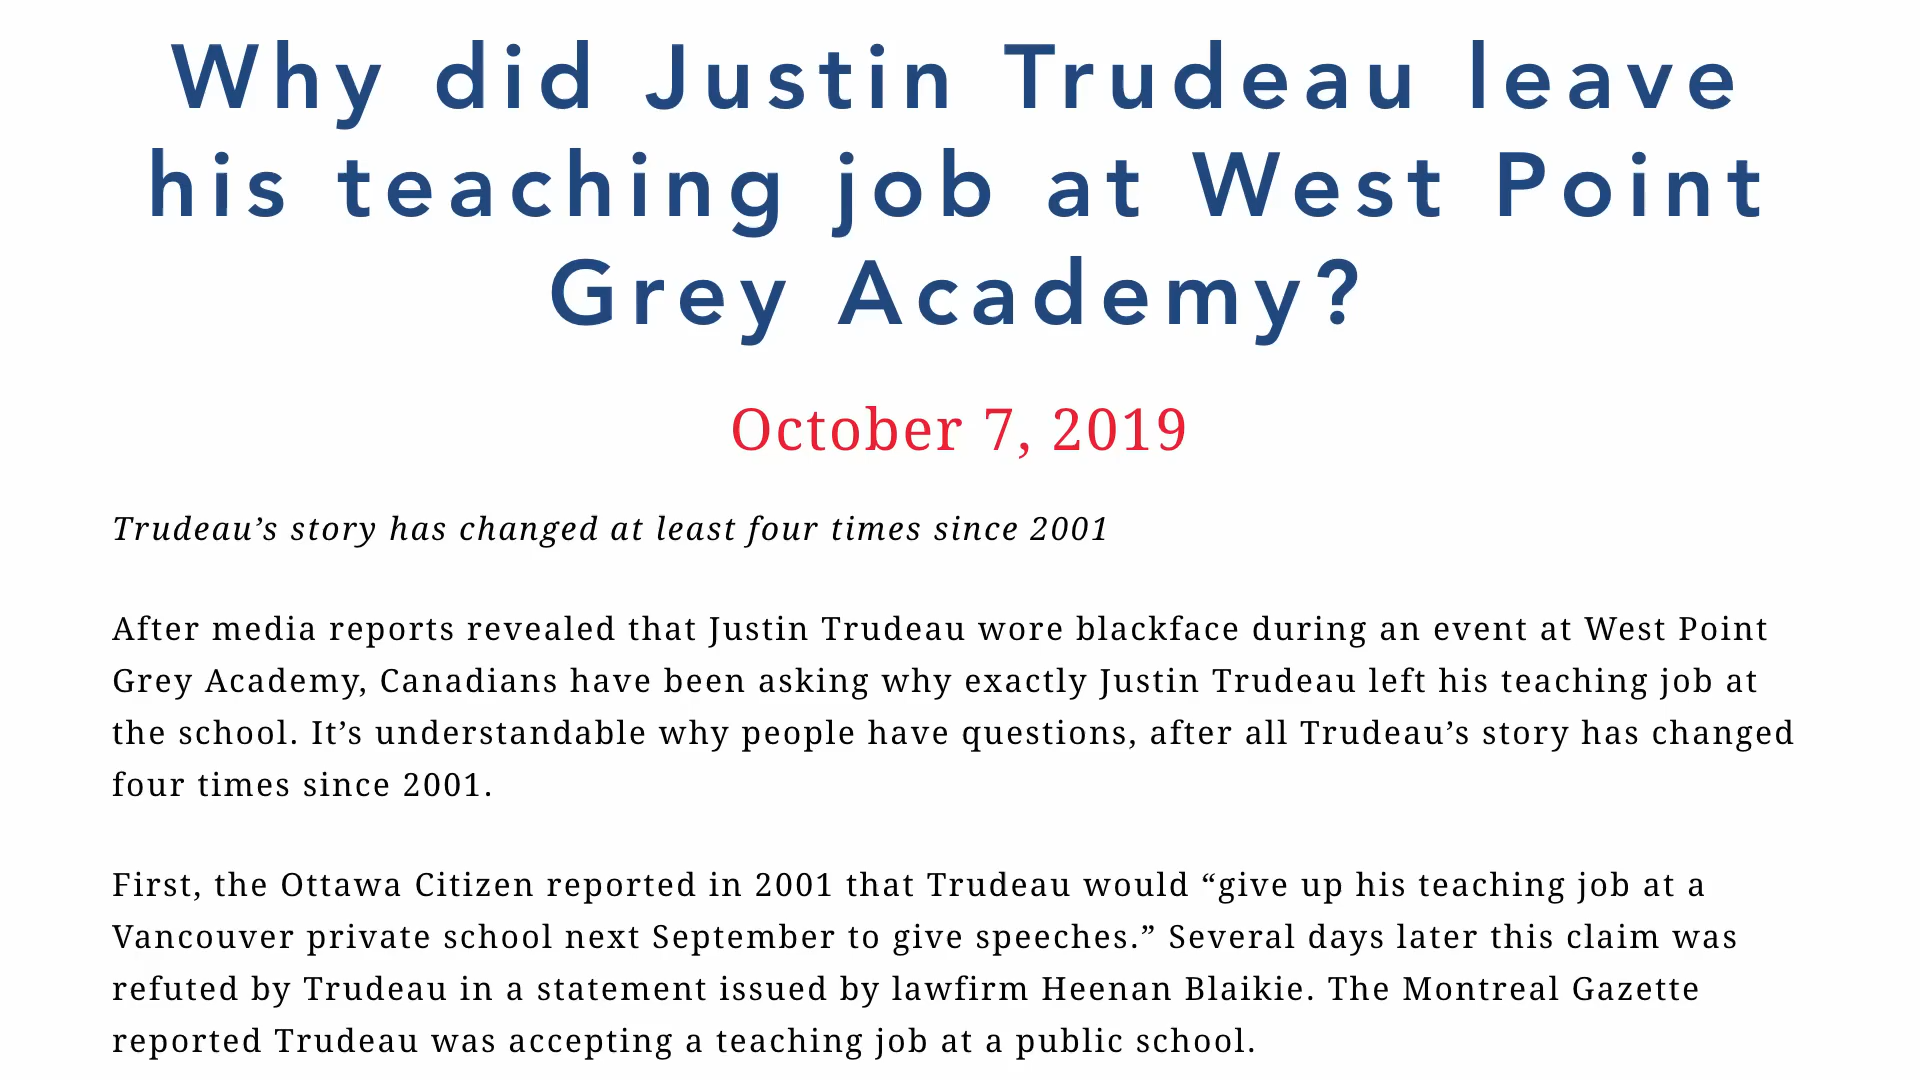 Why did Justin Trudeau leave
his teaching job at West Point
Grey Academy?
October 7, 2019
Trudeau’s story has changed at least four times since 2001
After media reports revealed that Justin Trudeau wore blackface during an event at West Point
Grey Academy, Canadians have been asking why exactly Justin Trudeau left his teaching job at
the school. It’s understandable why people have questions, after all Trudeau’s story has changed
four times since 2001.
First, the Ottawa Citizen reported in 2001 that Trudeau would “give up his teaching job at a
Vancouver private school next September to give speeches.” Several days later this claim was
refuted by Trudeau in a statement issued by lawfirm Heenan Blaikie. The Montreal Gazette
reported Trudeau was accepting a teaching job at a public school.